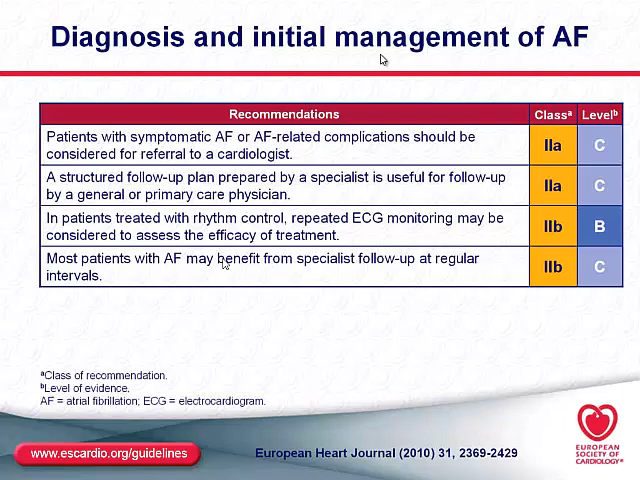 Diagnosis and initial management of AF
Recommendations Classᵃ Levelᵇ
Patients with symptomatic AF or AF-related complications should be
considered for referral to a cardiologist.
IIa C
A structured follow-up plan prepared by a specialist is useful for follow-up
by a general or primary care physician.
IIa C
In patients treated with rhythm control, repeated ECG monitoring may be
considered to assess the efficacy of treatment.
IIb B
Most patients with AF may benefit from specialist follow-up at regular
intervals.
IIb C
ᵃClass of recommendation.
ᵇLevel of evidence.
AF = atrial fibrillation; ECG = electrocardiogram.
www.escardio.org/guidelines
European Heart Journal (2010) 31, 2369-2429
EUROPEAN
SOCIETY OF
CARDIOLOGY®